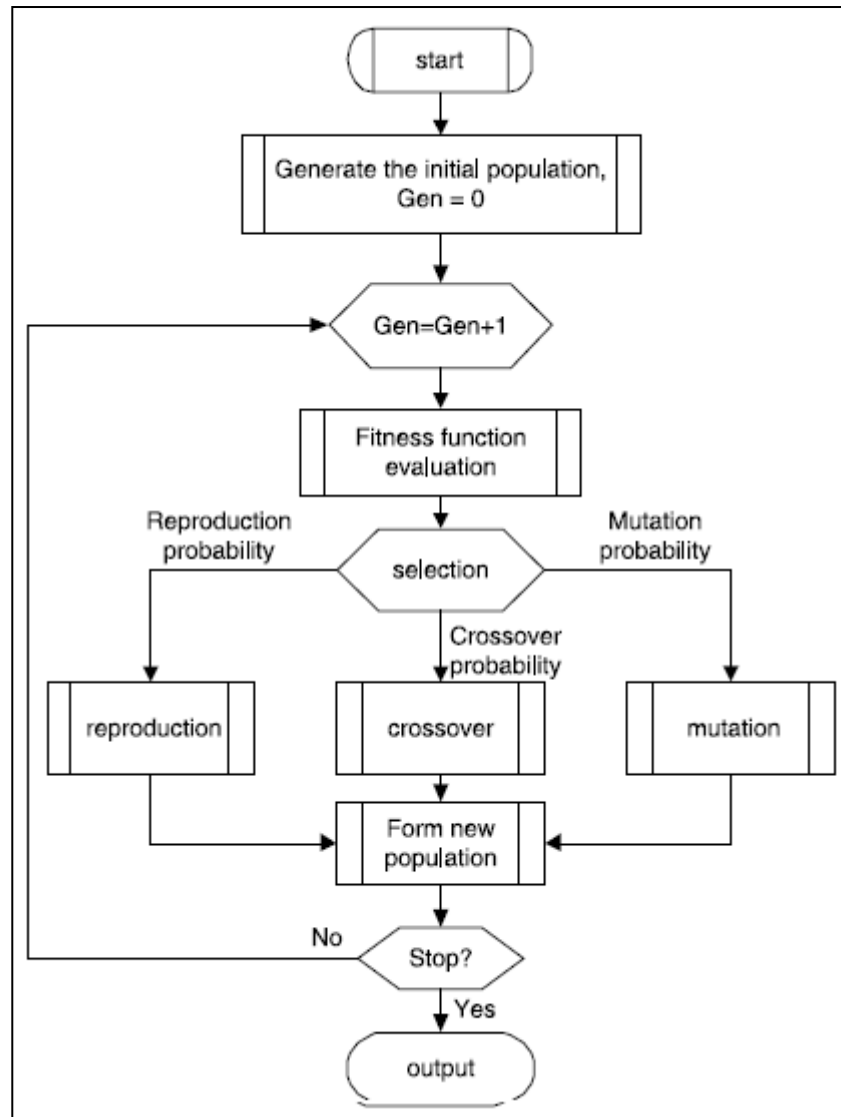 start
Generate the initial population,
Gen = 0
Gen=Gen+1
Fitness function
evaluation
Reproduction
probability
Mutation
probability
selection
Crossover
probability
reproduction
crossover
mutation
Form new
population
No
Stop?
Yes
output